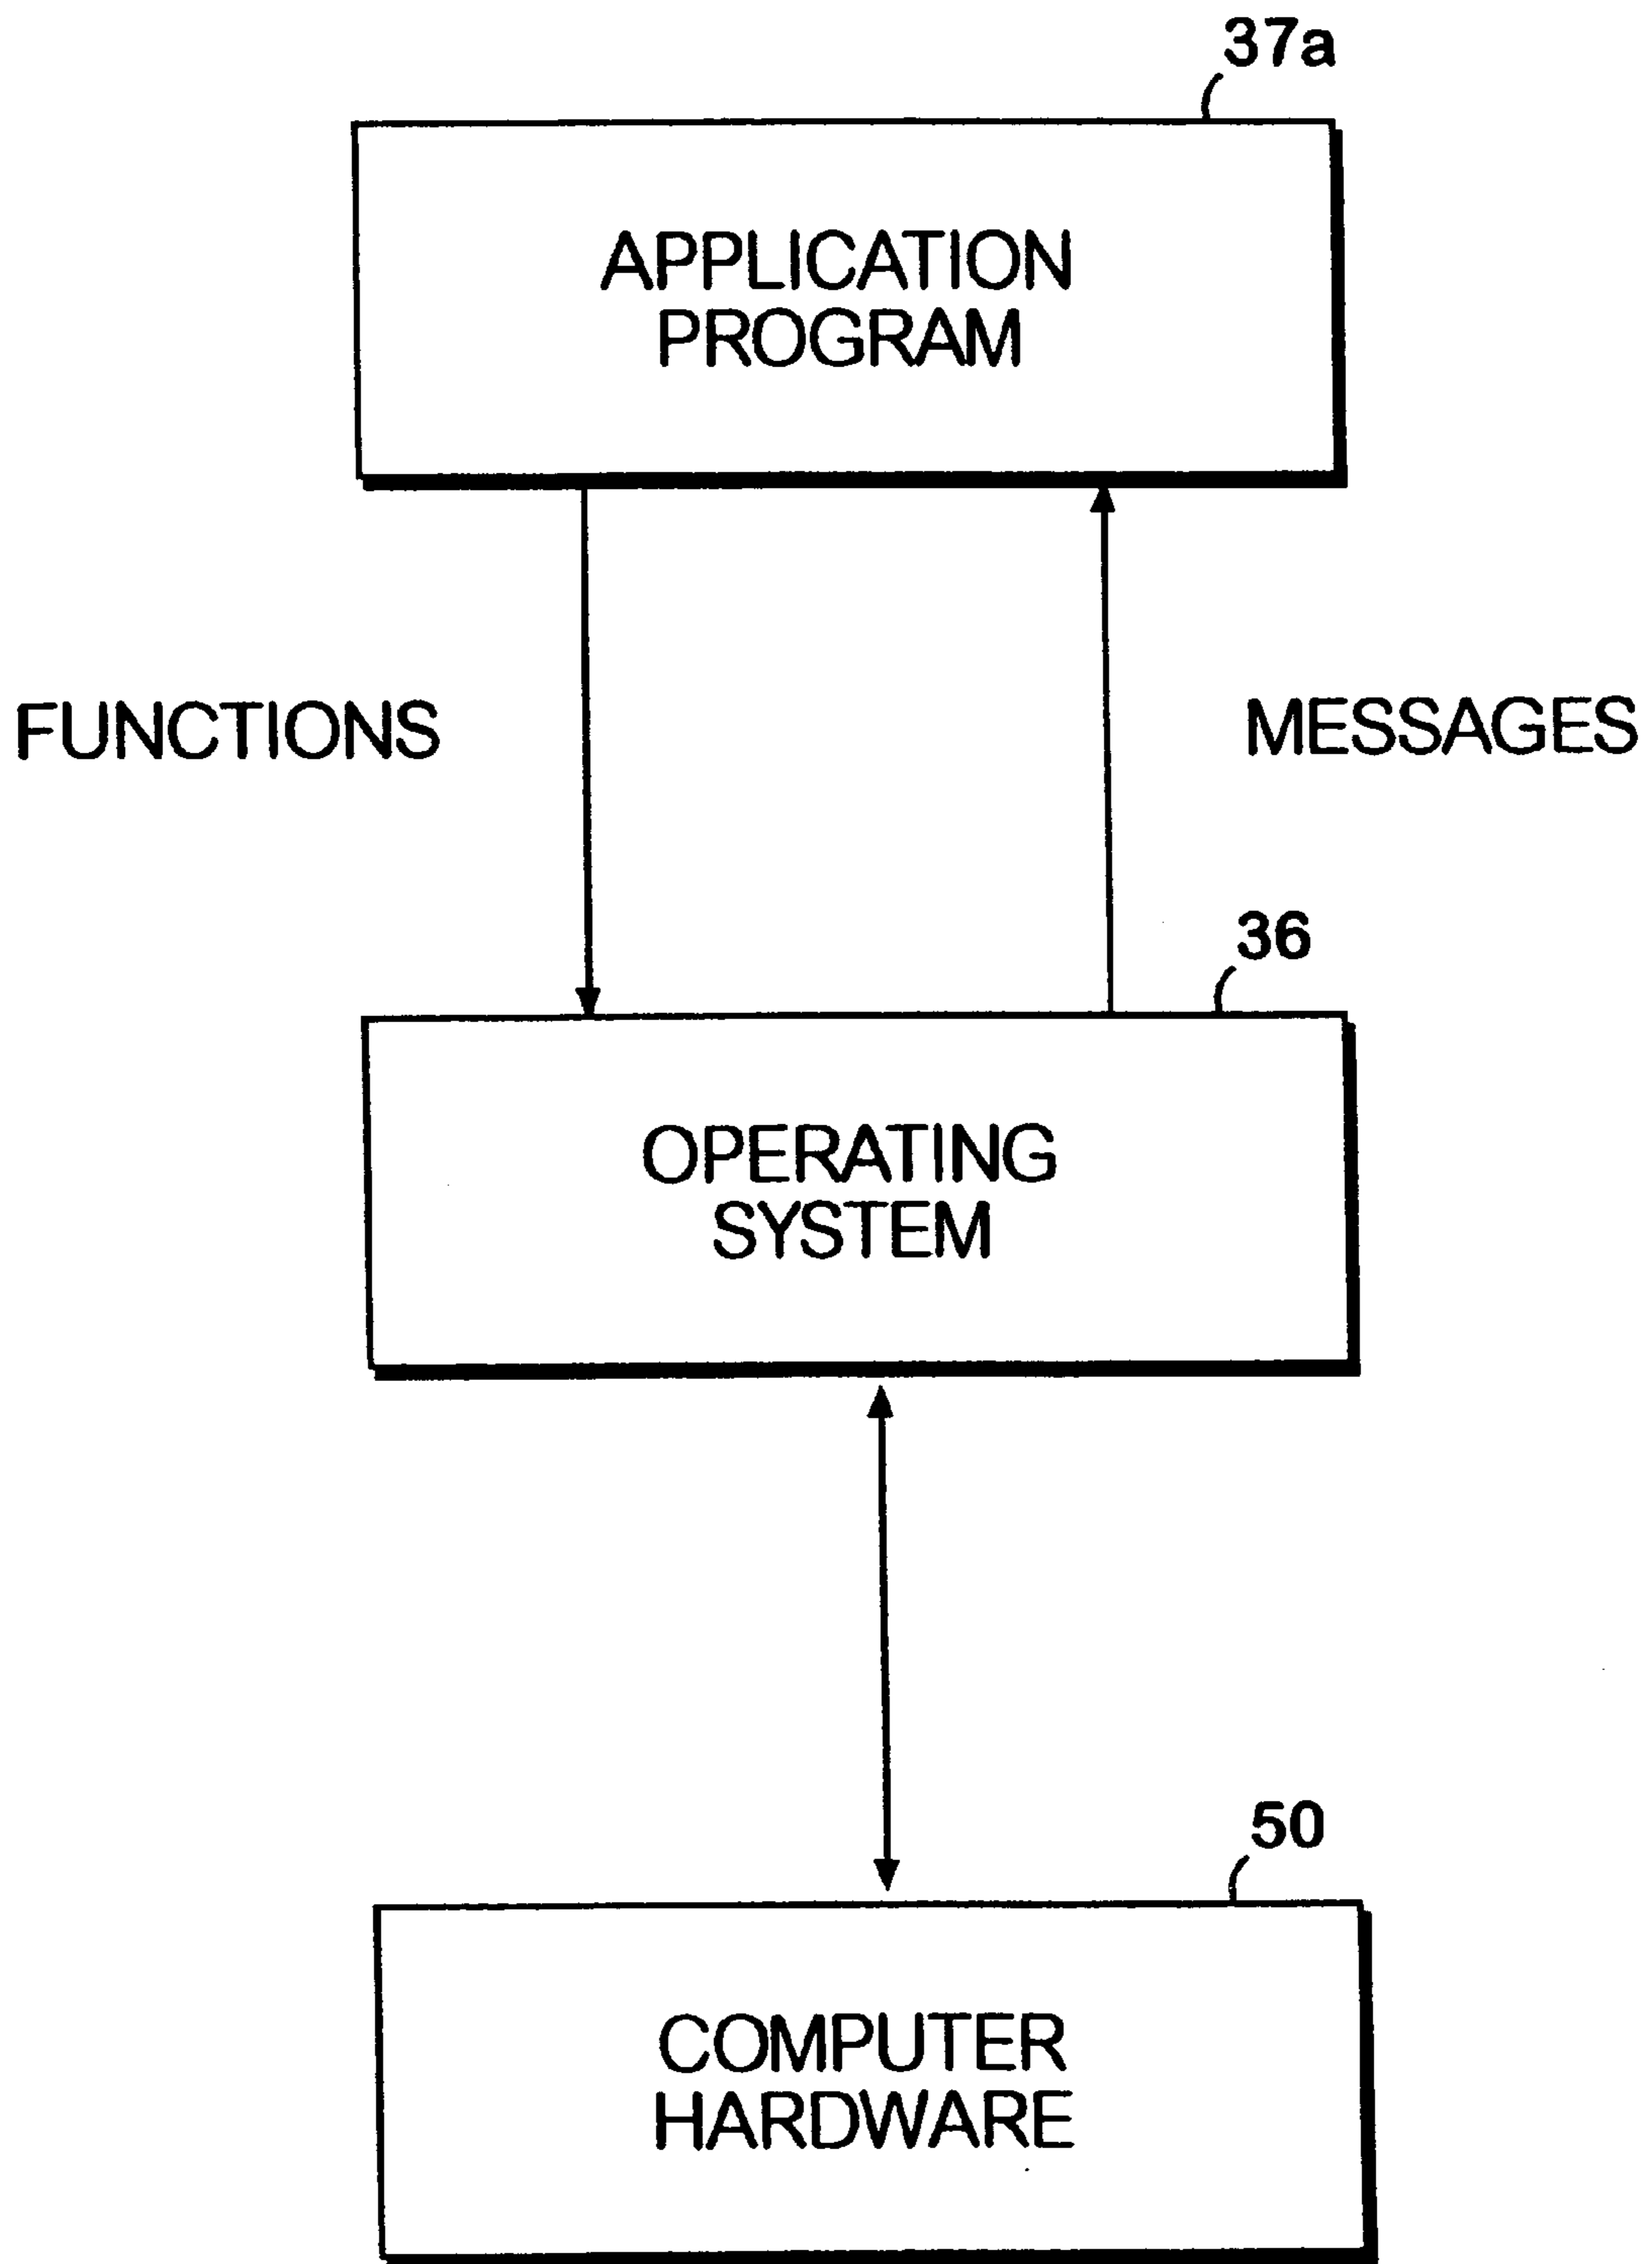 37a
APPLICATION
PROGRAM
FUNCTIONS
MESSAGES
36
OPERATING
SYSTEM
50
COMPUTER
HARDWARE